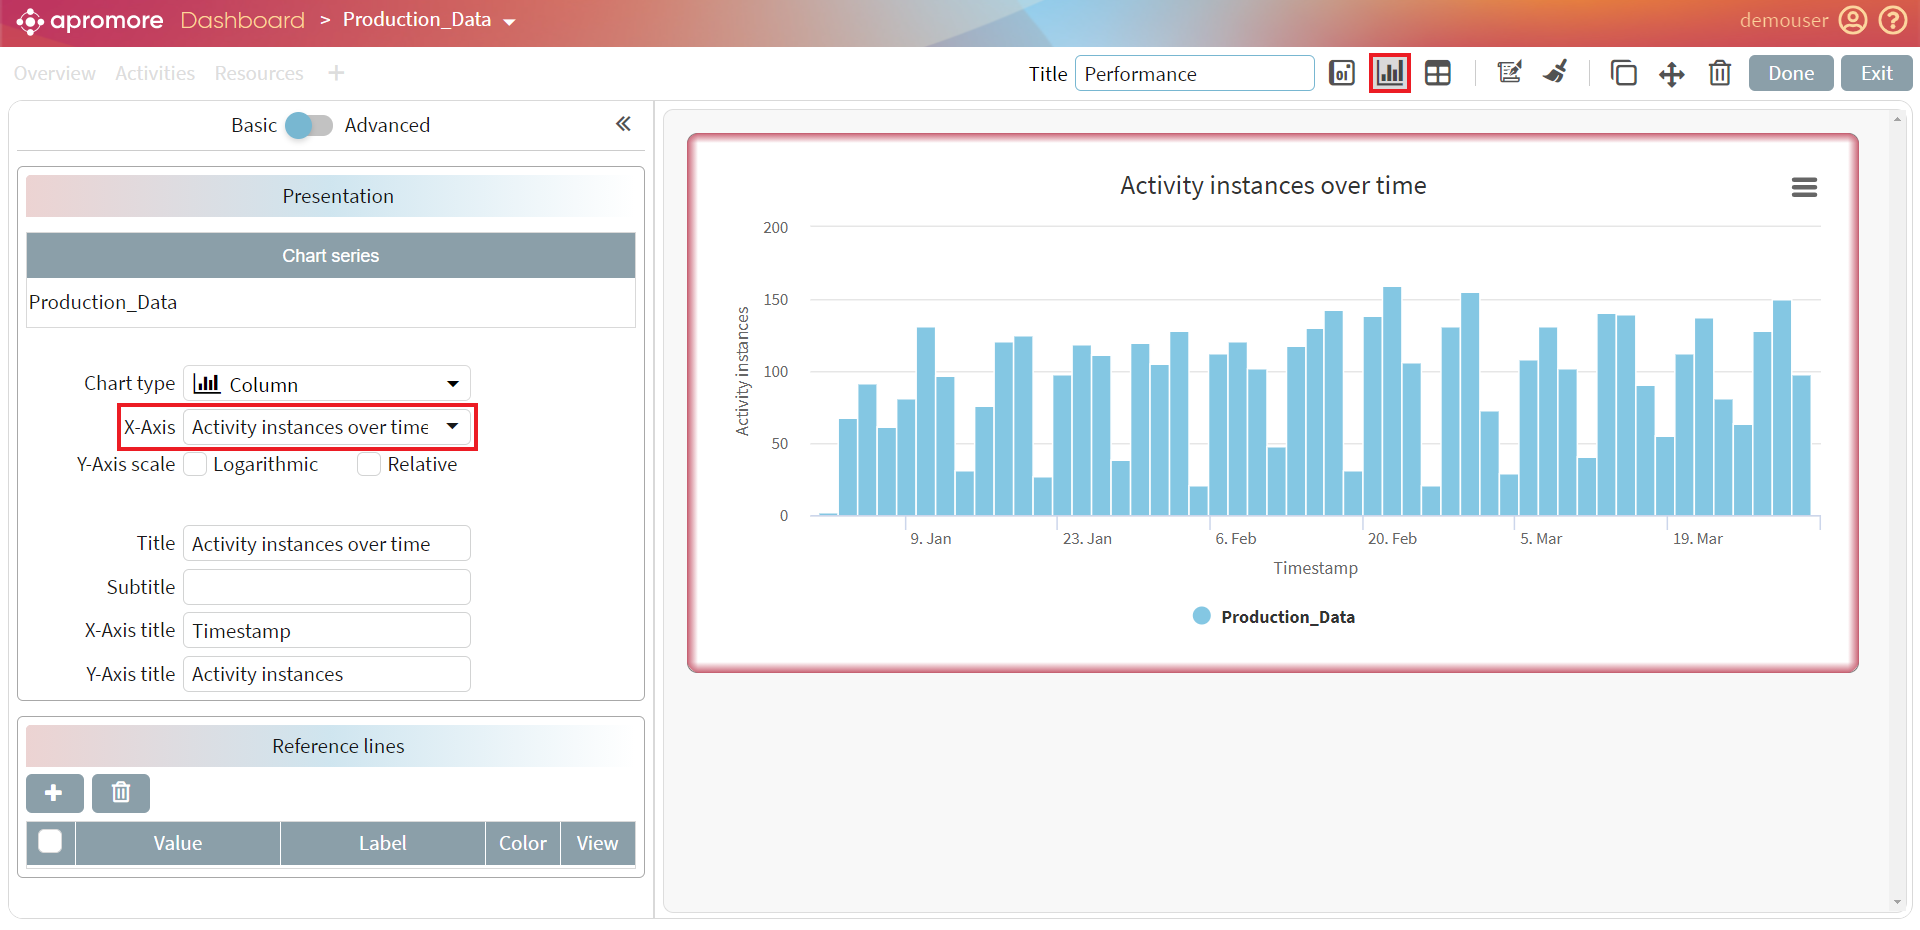 apromore Dashboard > Production_Data
demouser
Overview Activities Resources +
Title Performance
Done Exit
Basic Advanced
Presentation
Chart series
Production_Data
Chart type Column
X-Axis Activity instances over time
Y-Axis scale Logarithmic Relative
Title Activity instances over time
Subtitle
X-Axis title Timestamp
Y-Axis title Activity instances
Reference lines
Value Label Color View
Activity instances over time
200
150
100
50
0
Activity instances
9. Jan 23. Jan 6. Feb 20. Feb 5. Mar 19. Mar
Timestamp
Production_Data